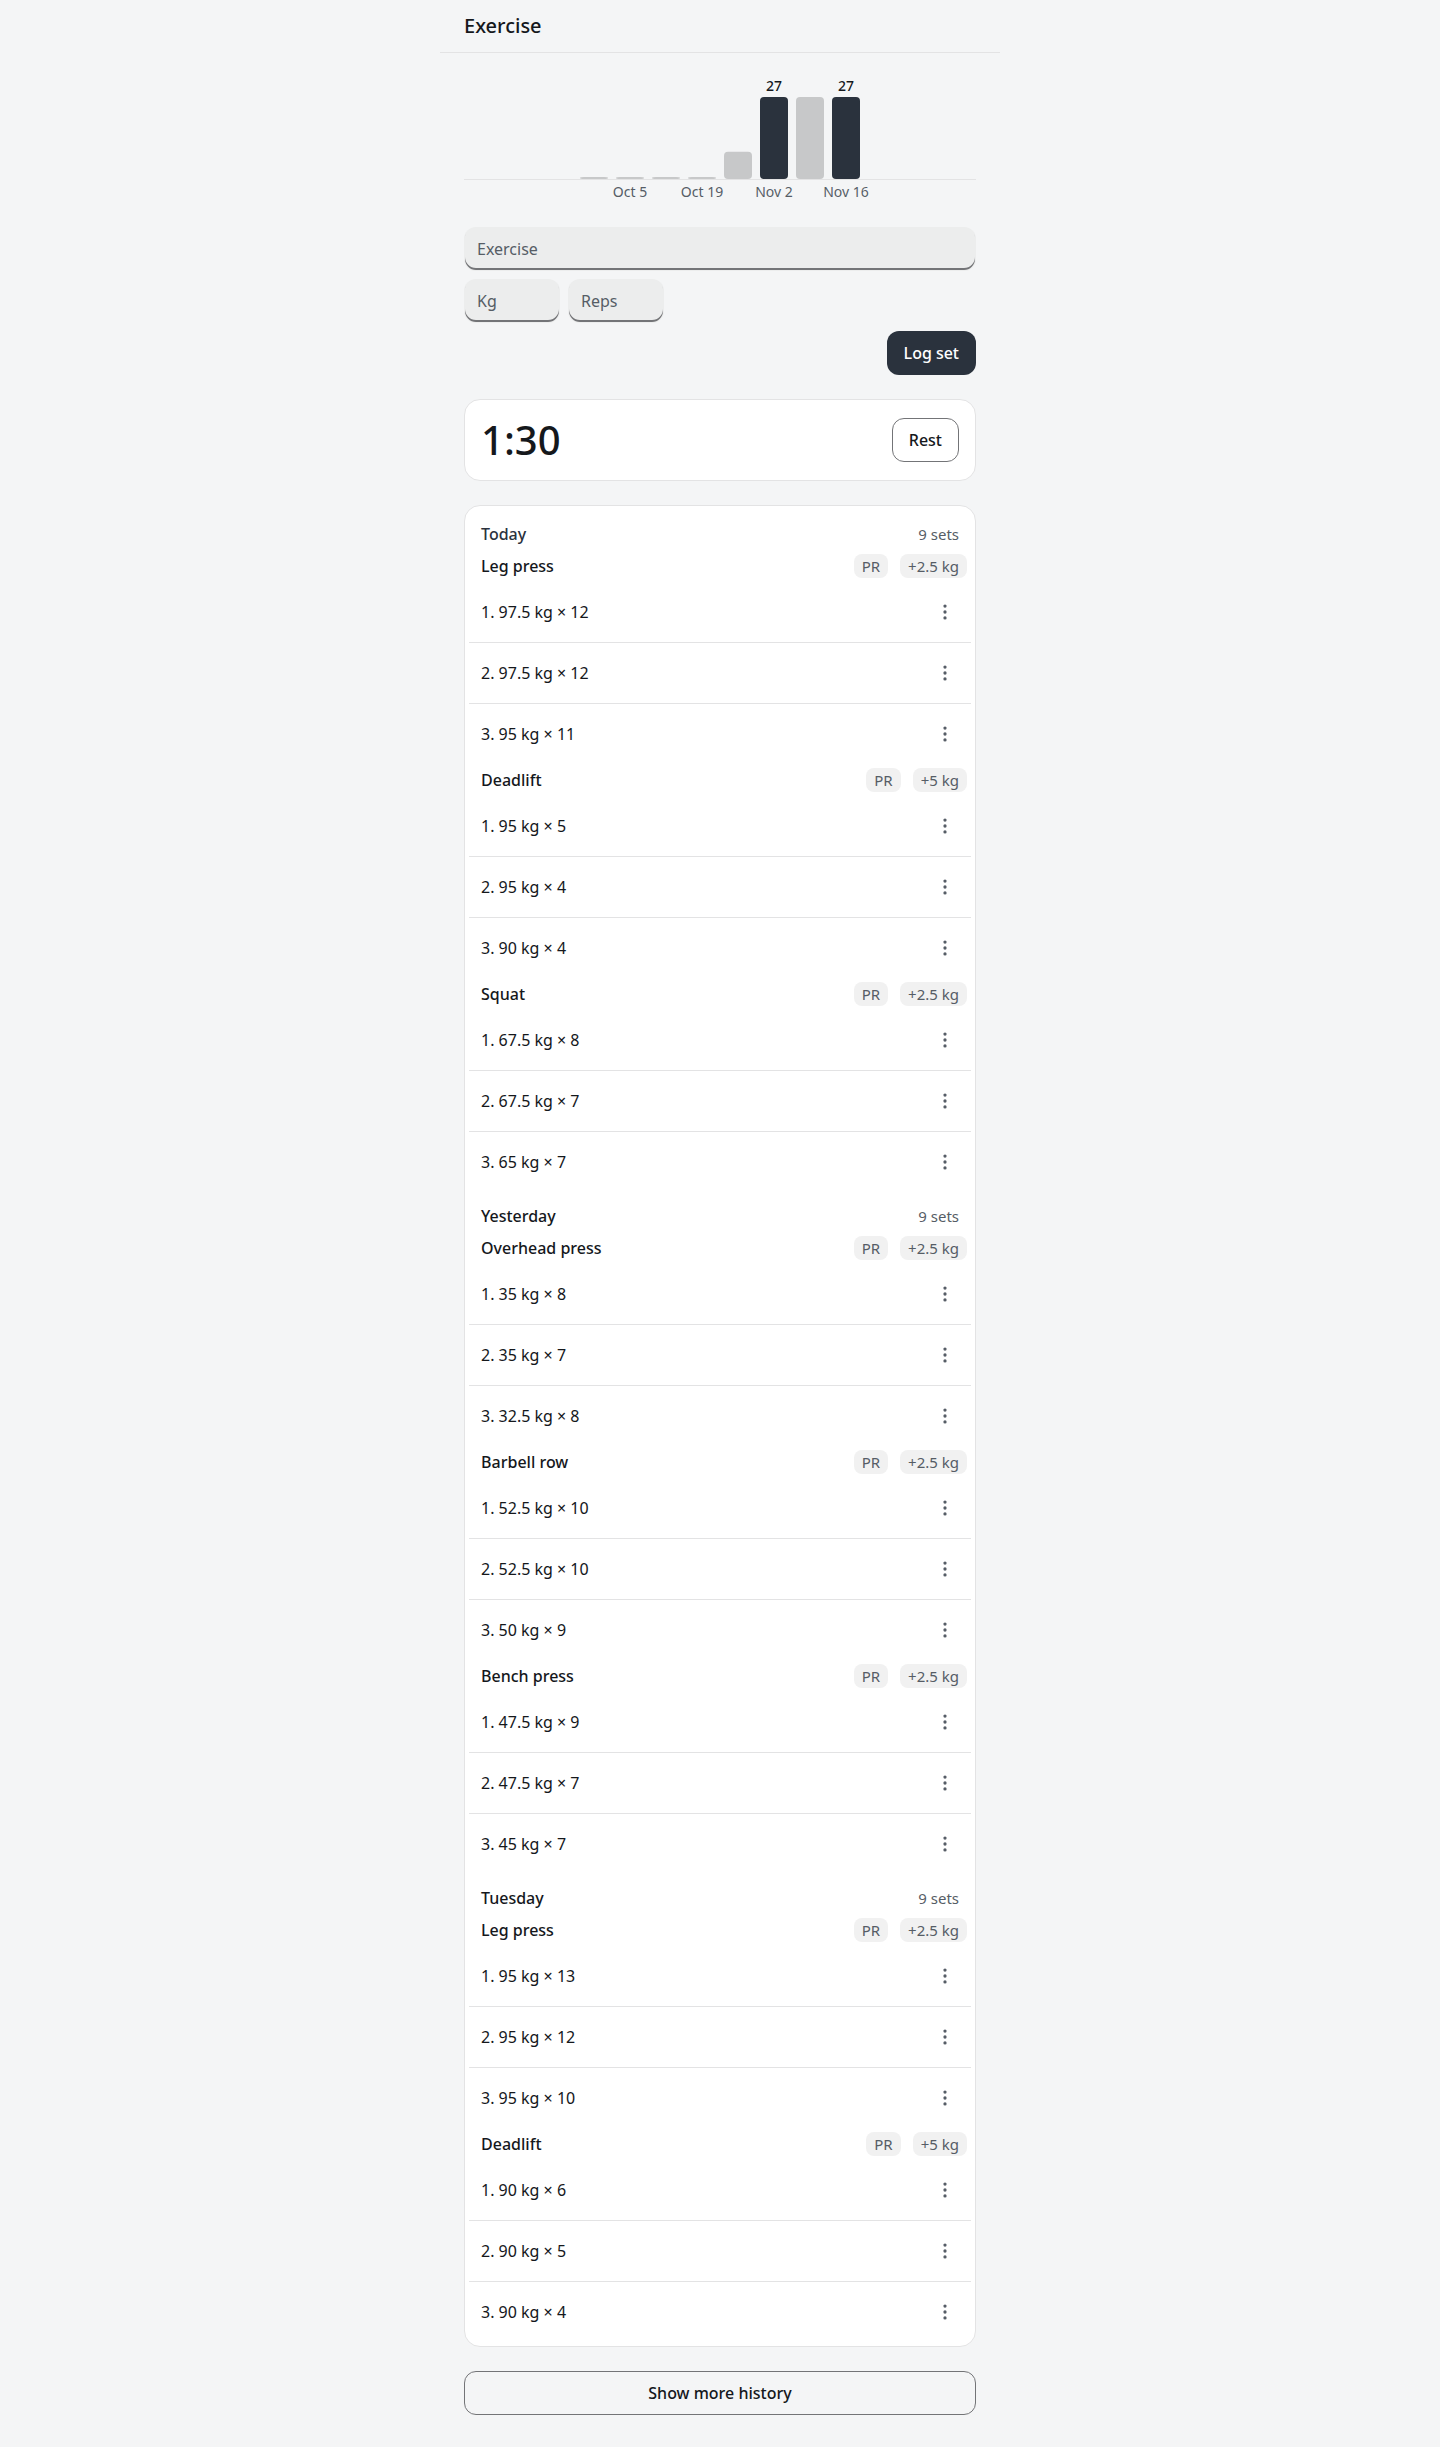 Exercise
27 27
Oct 5 Oct 19 Nov 2 Nov 16
Exercise
Kg Reps
Log set
1:30 Rest
Today 9 sets
Leg press PR +2.5 kg
1. 97.5 kg × 12
2. 97.5 kg × 12
3. 95 kg × 11
Deadlift PR +5 kg
1. 95 kg × 5
2. 95 kg × 4
3. 90 kg × 4
Squat PR +2.5 kg
1. 67.5 kg × 8
2. 67.5 kg × 7
3. 65 kg × 7
Yesterday 9 sets
Overhead press PR +2.5 kg
1. 35 kg × 8
2. 35 kg × 7
3. 32.5 kg × 8
Barbell row PR +2.5 kg
1. 52.5 kg × 10
2. 52.5 kg × 10
3. 50 kg × 9
Bench press PR +2.5 kg
1. 47.5 kg × 9
2. 47.5 kg × 7
3. 45 kg × 7
Tuesday 9 sets
Leg press PR +2.5 kg
1. 95 kg × 13
2. 95 kg × 12
3. 95 kg × 10
Deadlift PR +5 kg
1. 90 kg × 6
2. 90 kg × 5
3. 90 kg × 4
Show more history